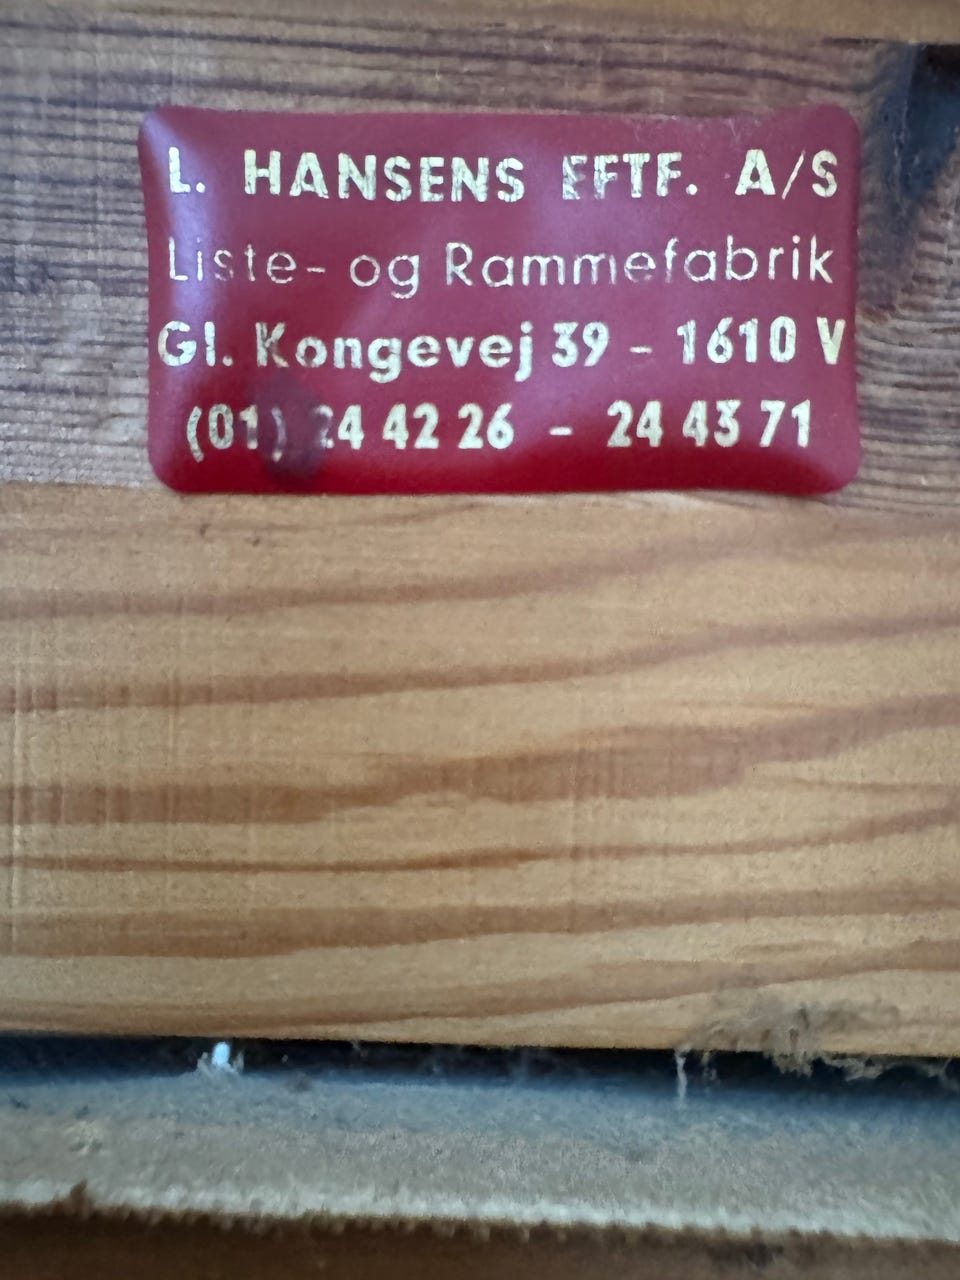 L. HANSENS EFTF. A/S
Liste- og Rammefabrik
Gl. Kongevej 39 - 1610 V
(01) 24 42 26 - 24 43 71